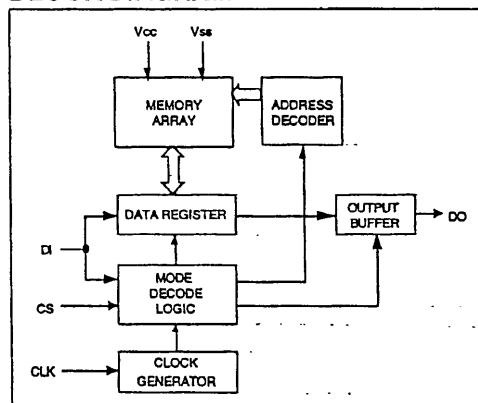 Vcc Vss
MEMORY
ARRAY
ADDRESS
DECODER
DATA REGISTER
OUTPUT
BUFFER
DO
DI
MODE
DECODE
LOGIC
CS
CLOCK
GENERATOR
CLK